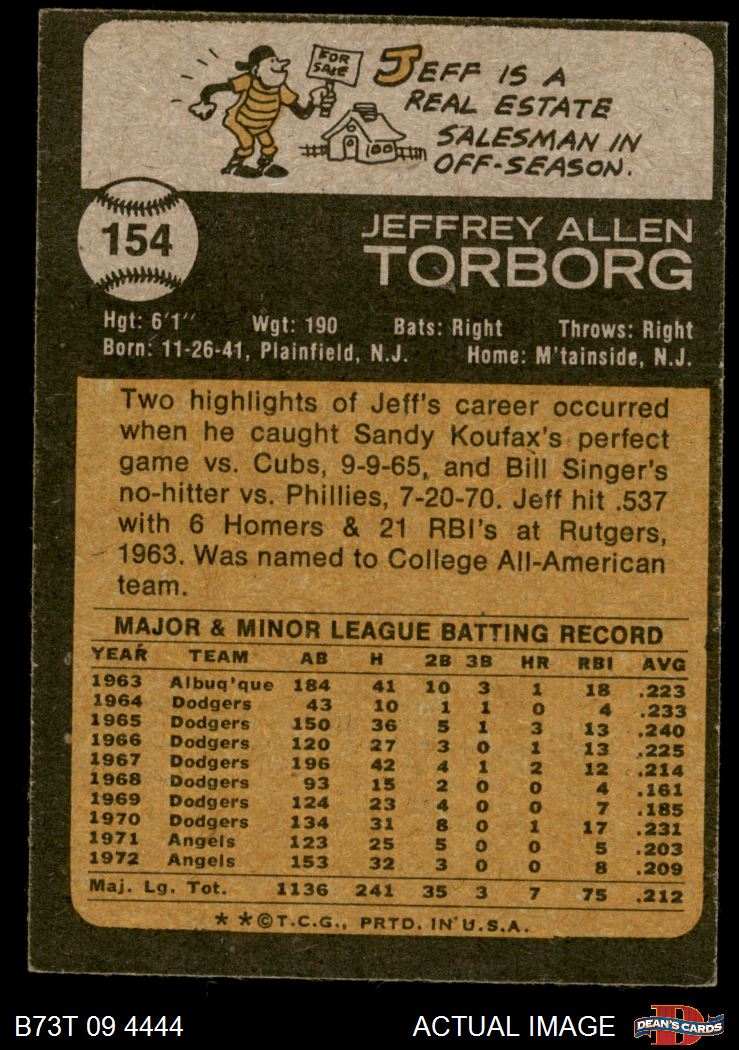 FOR SALE
JEFF IS A
REAL ESTATE
SALESMAN IN
OFF-SEASON.
154
JEFFREY ALLEN
TORBORG
Hgt: 6'1" Wgt: 190 Bats: Right Throws: Right
Born: 11-26-41, Plainfield, N.J. Home: M'tainside, N.J.
Two highlights of Jeff's career occurred
when he caught Sandy Koufax's perfect
game vs. Cubs, 9-9-65, and Bill Singer's
no-hitter vs. Phillies, 7-20-70. Jeff hit .537
with 6 Homers & 21 RBI's at Rutgers,
1963. Was named to College All-American
team.
MAJOR & MINOR LEAGUE BATTING RECORD
YEAR TEAM AB H 2B 3B HR RBI AVG
1963 Albuq'que 184 41 10 3 1 18 .223
1964 Dodgers 43 10 1 1 0 4 .233
1965 Dodgers 150 36 5 1 3 13 .240
1966 Dodgers 120 27 3 0 1 13 .225
1967 Dodgers 196 42 4 1 2 12 .214
1968 Dodgers 93 15 2 0 0 4 .161
1969 Dodgers 124 23 4 0 0 7 .185
1970 Dodgers 134 31 8 0 1 17 .231
1971 Angels 123 25 5 0 0 5 .203
1972 Angels 153 32 3 0 0 8 .209
Maj. Lg. Tot. 1136 241 35 3 7 75 .212
* * © T.C.G., PRTD. IN U.S.A.
B73T 09 4444 ACTUAL IMAGE D DEAN'S CARDS